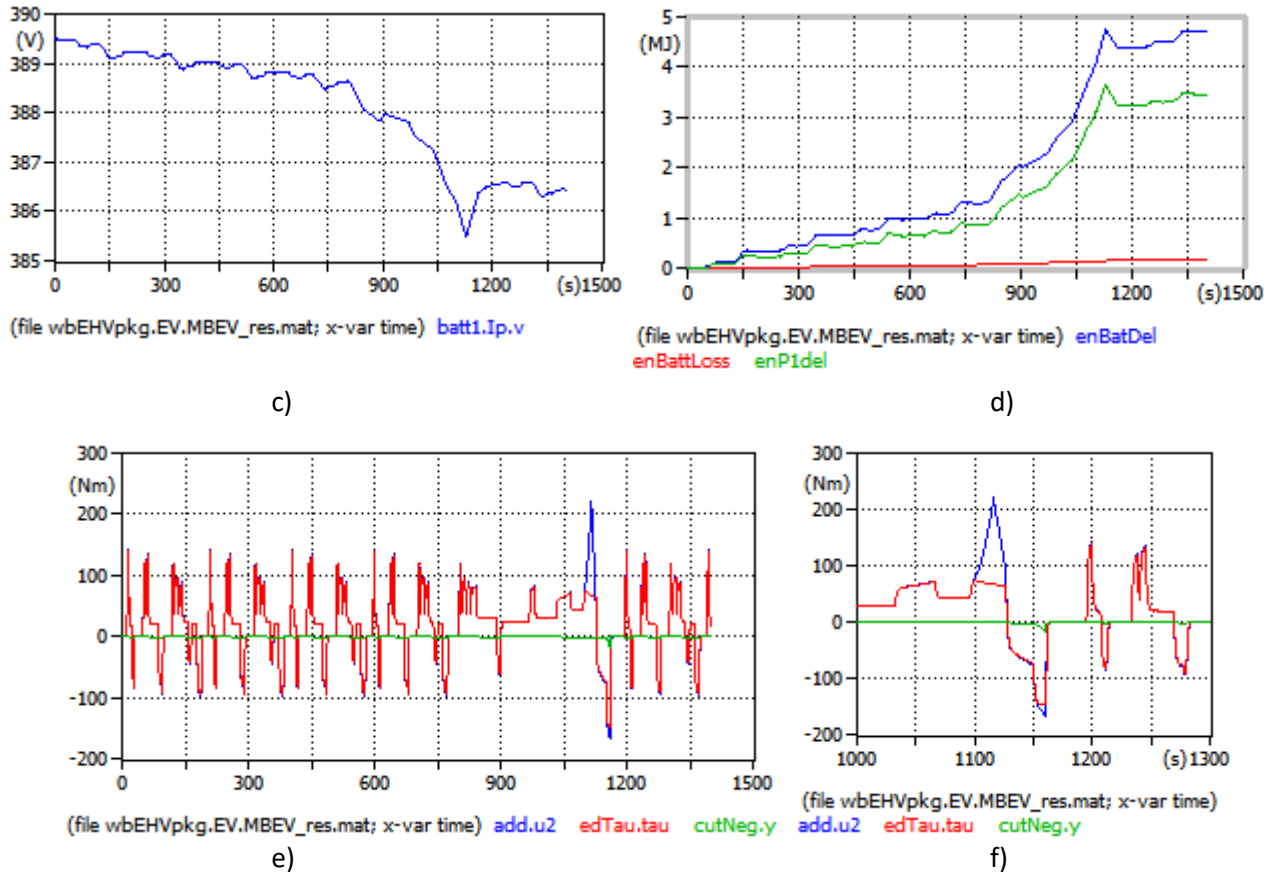 390
(V)
389
388
387
386
385
0 300 600 900 1200 (s) 1500
(file wbEHVpkg.EV.MBEV_res.mat; x-var time) batt1.Ip.v
c)
5
(MJ)
4
3
2
1
0
0 300 600 900 1200 (s) 1500
(file wbEHVpkg.EV.MBEV_res.mat; x-var time) enBatDel
enBattLoss enP1del
d)
300
(Nm)
200
100
0
-100
-200
0 300 600 900 1200 1500
(file wbEHVpkg.EV.MBEV_res.mat; x-var time) add.u2 edTau.tau cutNeg.y
e)
300
(Nm)
200
100
0
-100
-200
1000 1100 1200 (s) 1300
(file wbEHVpkg.EV.MBEV_res.mat; x-var time)
add.u2 edTau.tau cutNeg.y
f)